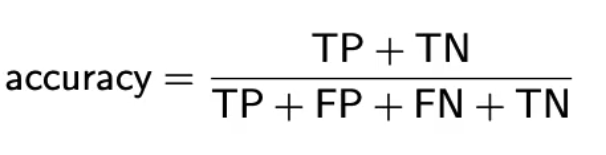 accuracy = TP + TN / TP + FP + FN + TN